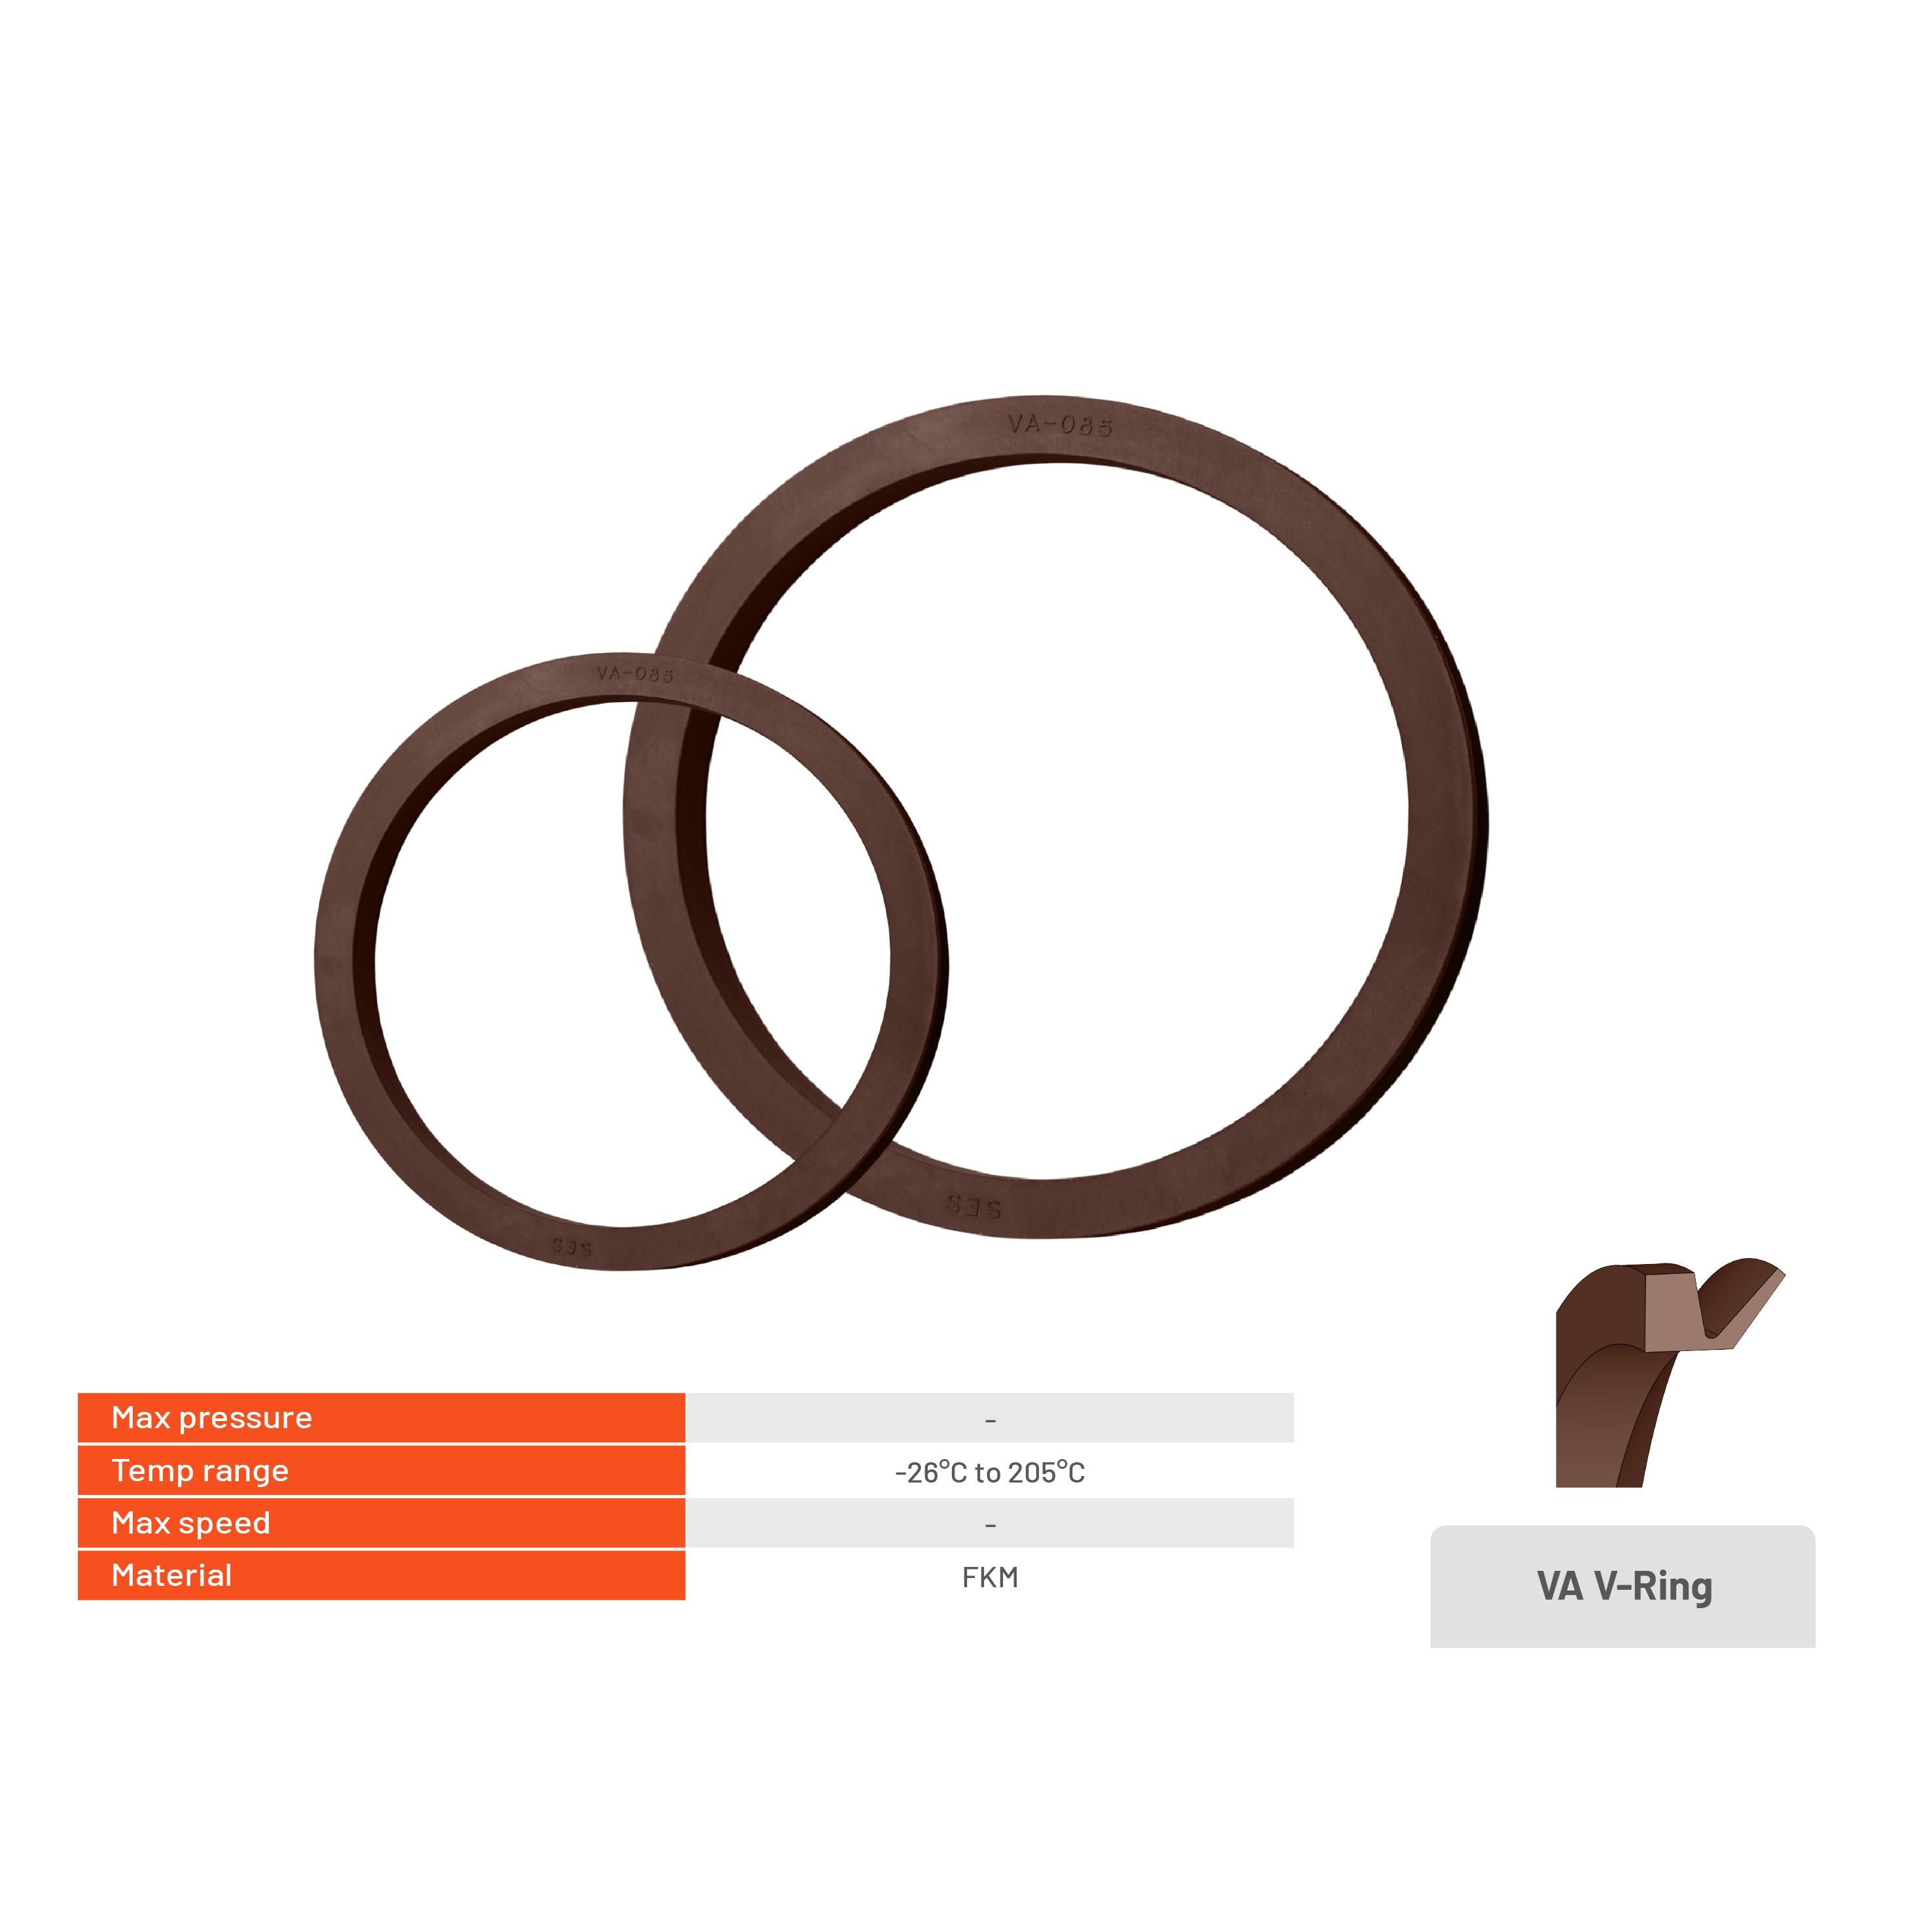 VA-085
VA-085
SES
SES
Max pressure -
Temp range -26°C to 205°C
Max speed -
Material FKM
VA V-Ring